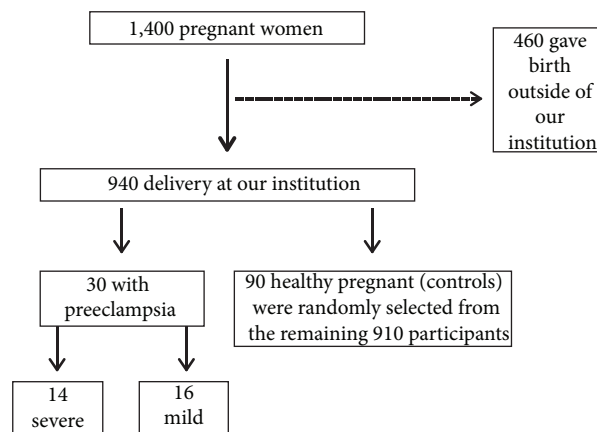 1,400 pregnant women
460 gave
birth
outside of
our
institution
940 delivery at our institution
30 with
preeclampsia
90 healthy pregnant (controls)
were randomly selected from
the remaining 910 participants
14
severe
16
mild